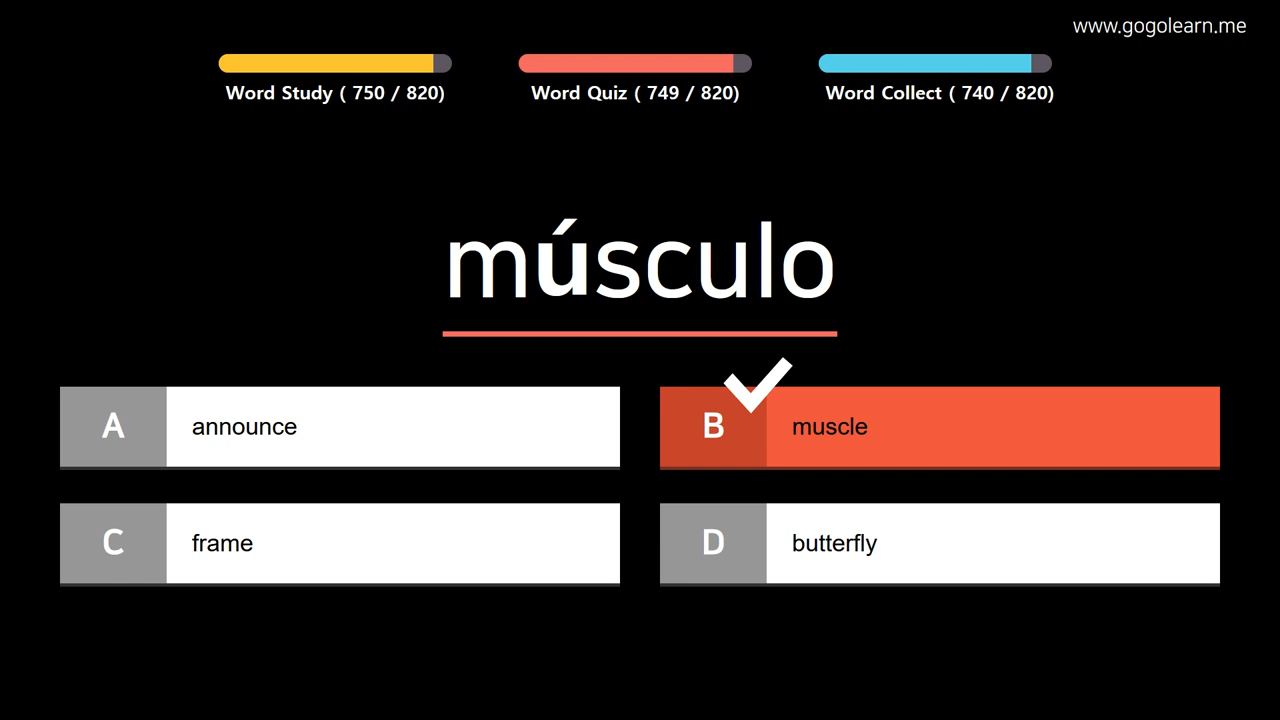 www.gogolearn.me
Word Study ( 750 / 820)
Word Quiz ( 749 / 820)
Word Collect ( 740 / 820)
músculo
A announce
B muscle
C frame
D butterfly